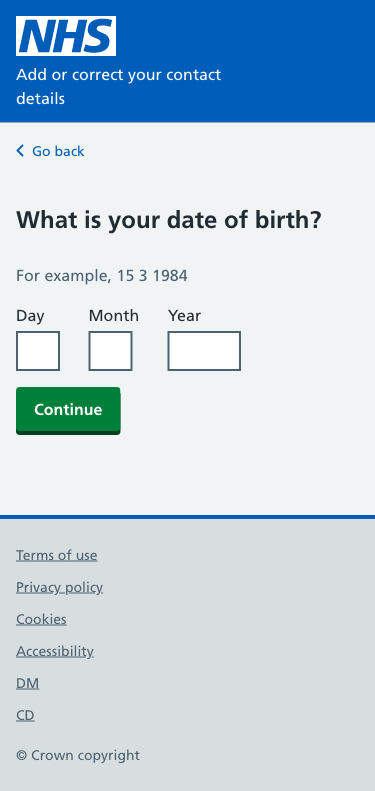 NHS
Add or correct your contact
details
Go back
What is your date of birth?
For example, 15 3 1984
Day Month Year
Continue
Terms of use
Privacy policy
Cookies
Accessibility
DM
CD
© Crown copyright